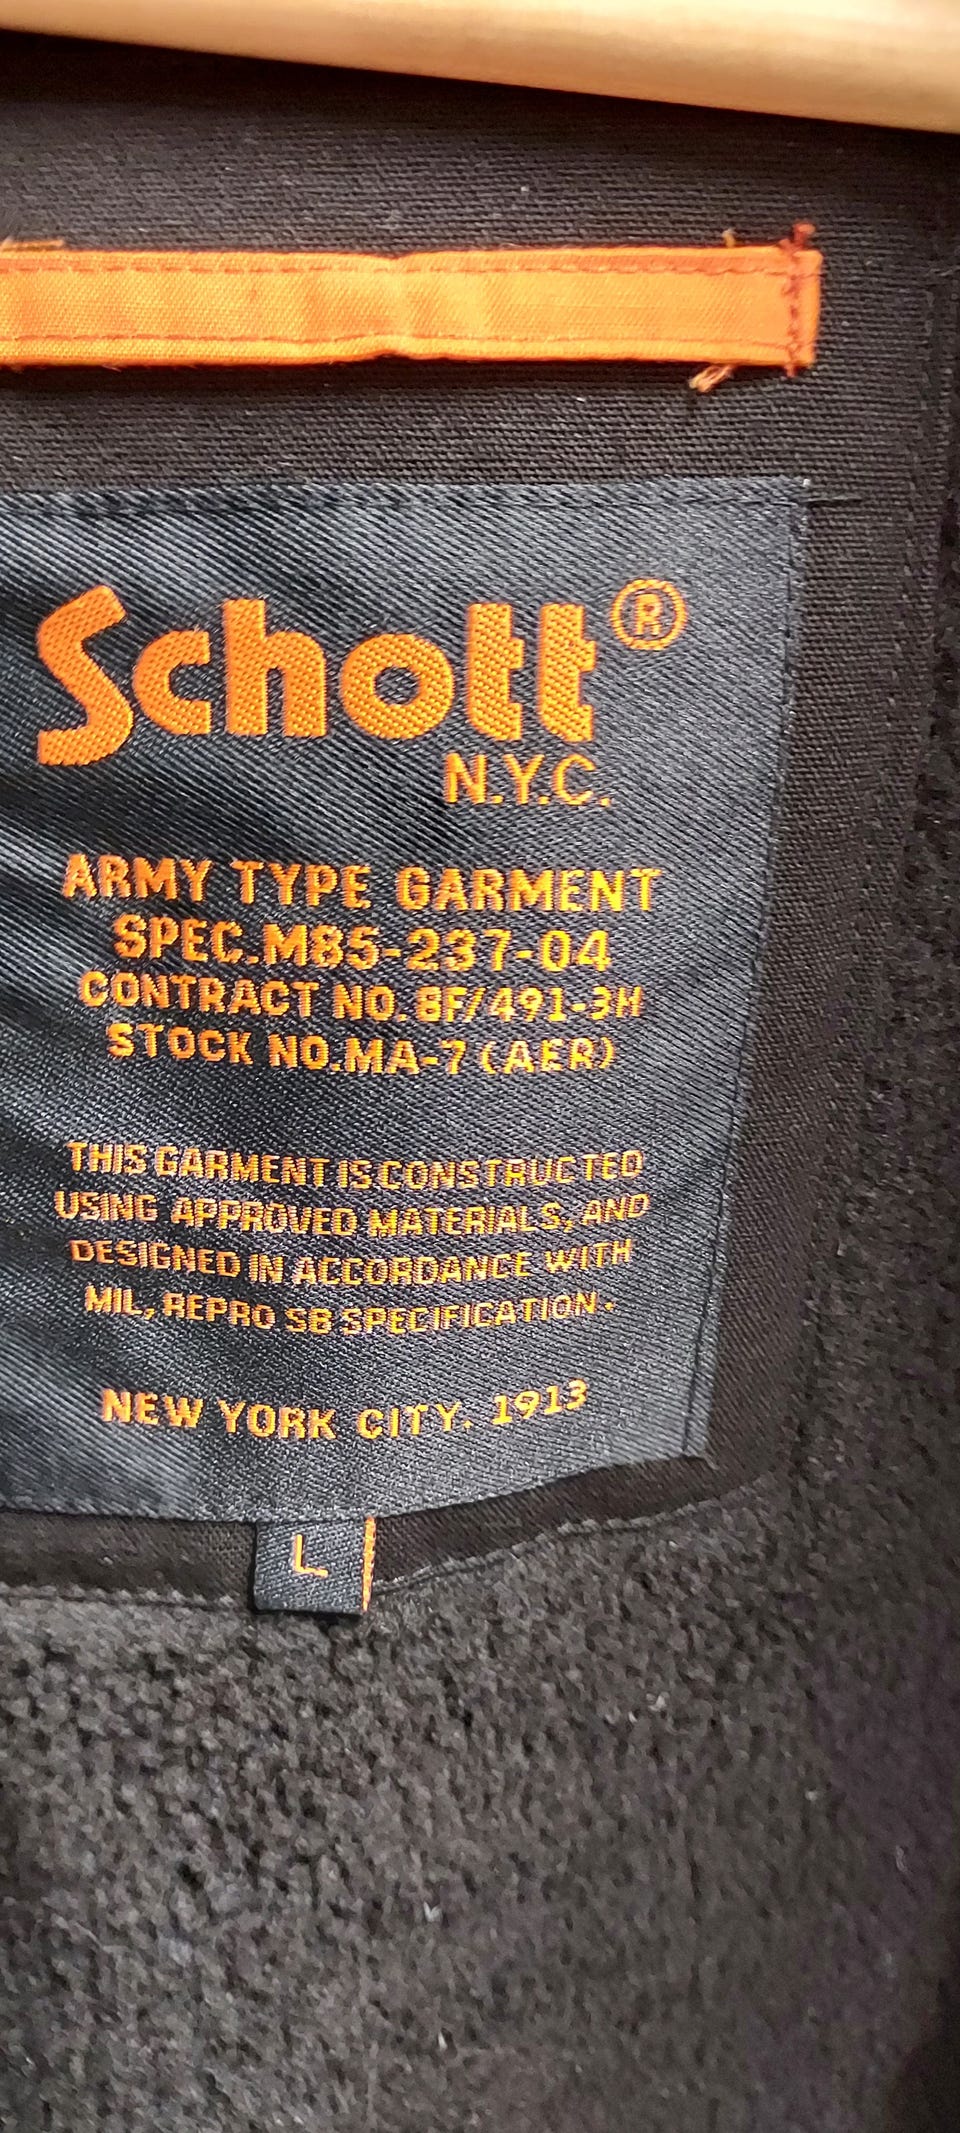 Schott®
N.Y.C.
ARMY TYPE GARMENT
SPEC.M85-237-04
CONTRACT NO.8F/491-3H
STOCK NO.MA-7 (AER)
THIS GARMENT IS CONSTRUCTED
USING APPROVED MATERIALS, AND
DESIGNED IN ACCORDANCE WITH
MIL, REPRO SB SPECIFICATION.
NEW YORK CITY. 1913
L